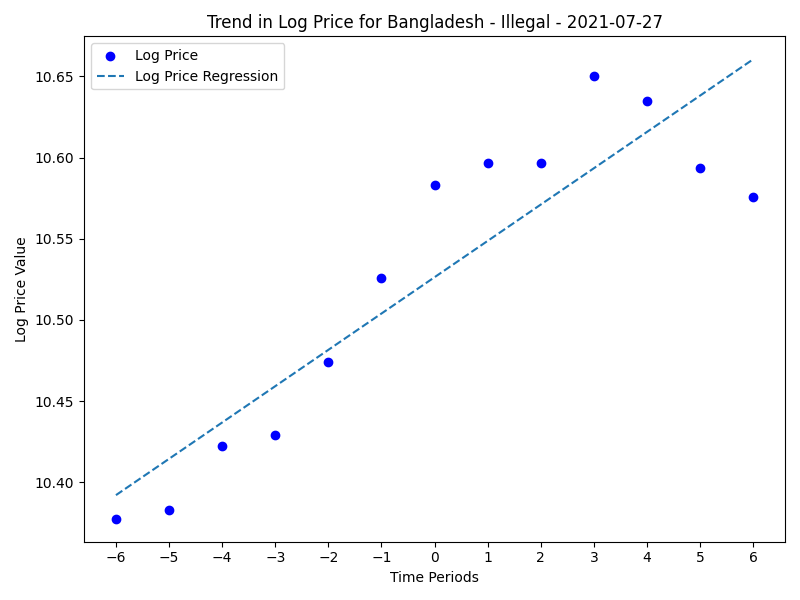 Trend in Log Price for Bangladesh - Illegal - 2021-07-27
Log Price
Log Price Regression
Log Price Value
10.65
10.60
10.55
10.50
10.45
10.40
−6 −5 −4 −3 −2 −1 0 1 2 3 4 5 6
Time Periods